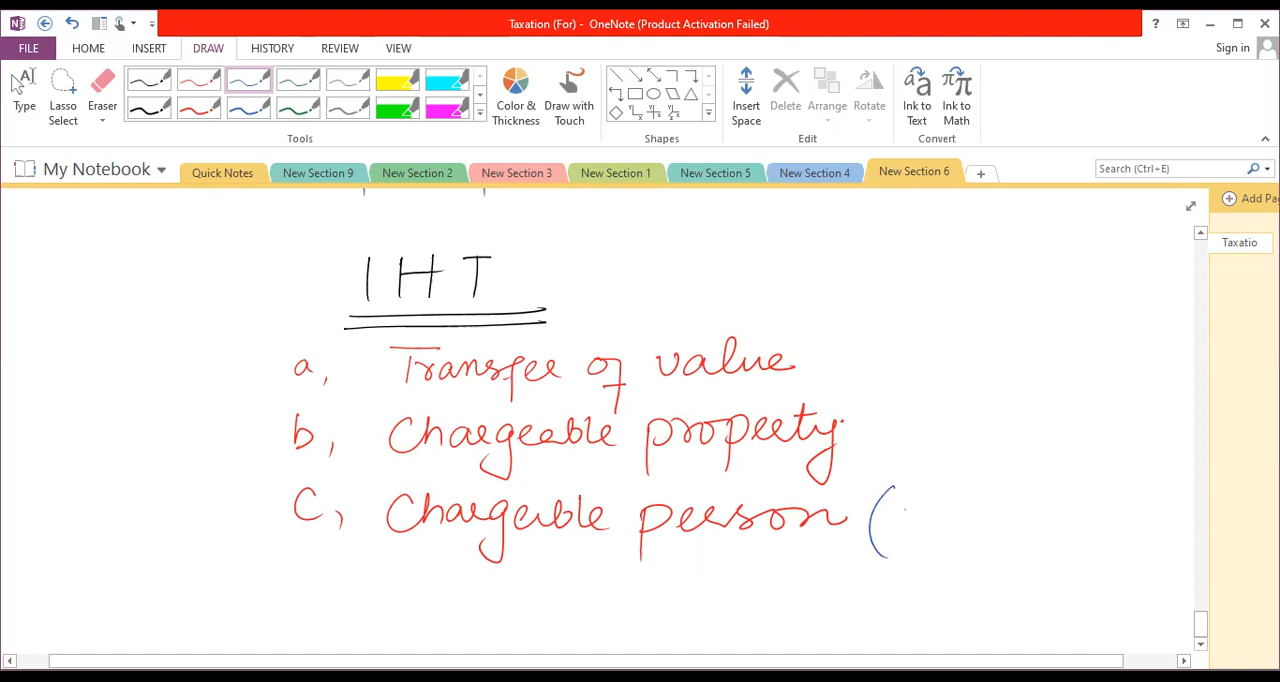 Taxation (For) - OneNote (Product Activation Failed)
?
Sign in
FILE HOME INSERT DRAW HISTORY REVIEW VIEW
Type
Lasso Select
Eraser
Color & Thickness
Draw with Touch
Insert Space
Delete
Arrange
Rotate
Ink to Text
Ink to Math
Tools
Shapes
Edit
Convert
My Notebook
Quick Notes
New Section 9
New Section 2
New Section 3
New Section 1
New Section 5
New Section 4
New Section 6
Search (Ctrl+E)
Add Pag
Taxatio
IHT
a, Transfer of value
b, Chargeable property.
C, Chargeable person (